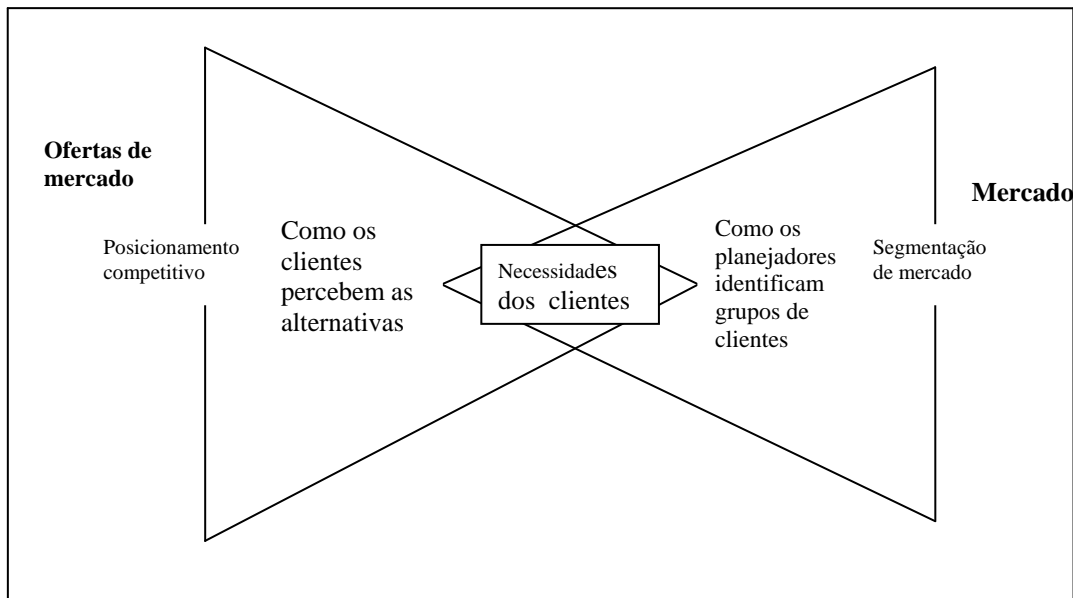 Ofertas de
mercado
Posicionamento
competitivo
Como os
clientes
percebem as
alternativas
Necessidades
dos clientes
Como os
planejadores
identificam
grupos de
clientes
Mercado
Segmentação
de mercado